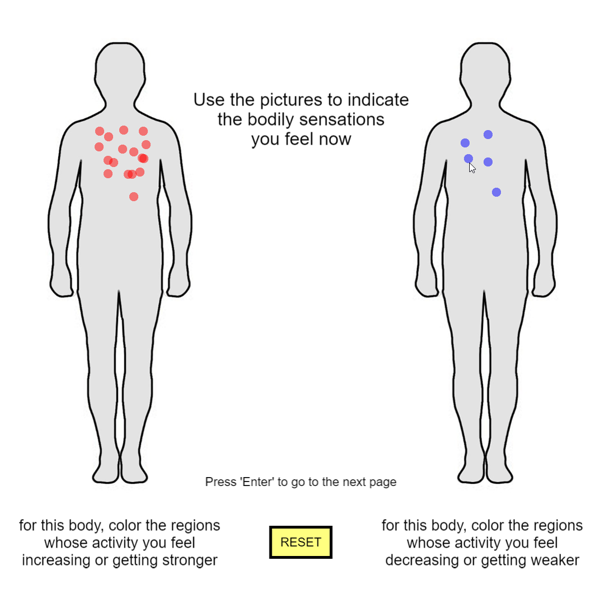 Use the pictures to indicate
the bodily sensations
you feel now
Press 'Enter' to go to the next page
for this body, color the regions
whose activity you feel
increasing or getting stronger
RESET
for this body, color the regions
whose activity you feel
decreasing or getting weaker